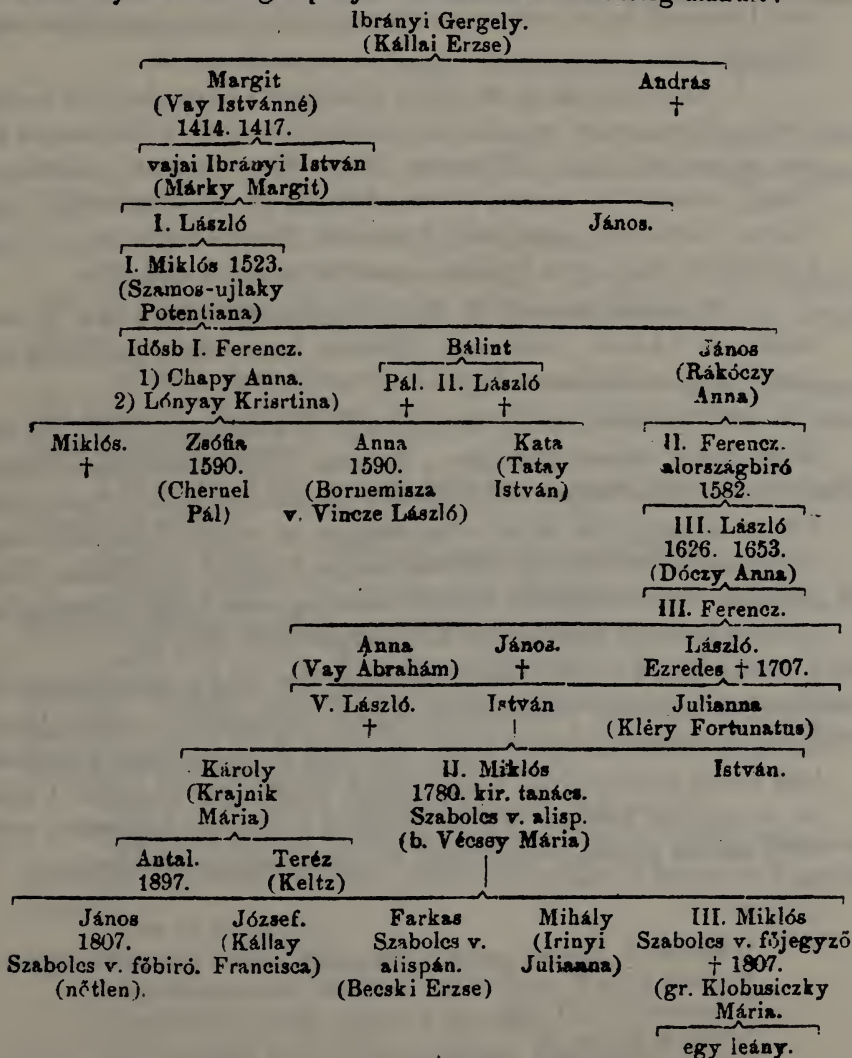 Ibrányi Gergely.
(Kállai Erzse)
Margit András
(Vay Istvánné) †
1414. 1417.
vajai Ibrányi István
(Márky Margit)
I. László János.
I. Miklós 1523.
(Szamos-ujlaky
Potentiana)
Idősb I. Ferencz. Bálint János
1) Chapy Anna. Pál. II. László (Rákóczy
2) Lónyay Krisrtina) † † Anna)
Miklós. Zsófia Anna Kata II. Ferencz.
† 1590. 1590. (Tatay alországbiró
(Chernel (Bornemisza István) 1582.
Pál) v. Vincze László)
III. László
1626. 1653.
(Dóczy Anna)
III. Ferencz.
Anna János. László.
(Vay Ábrahám) † Ezredes † 1707.
V. László. István Julianna
† (Kléry Fortunatus)
Károly II. Miklós István.
(Krajnik 1780. kir. tanács.
Mária) Szabolcs v. alisp.
(b. Vécsey Mária)
Antal. Teréz
1897. (Keltz)
János József. Farkas Mihály III. Miklós
1807. (Kállay Szabolcs v. (Irinyi Szabolcs v. főjegyző
Szabolcs v. főbiró. Francisca) alispán. Julianna) † 1807.
(nőtlen). (Becski Erzse) (gr. Klobusiczky
Mária.
egy leány.